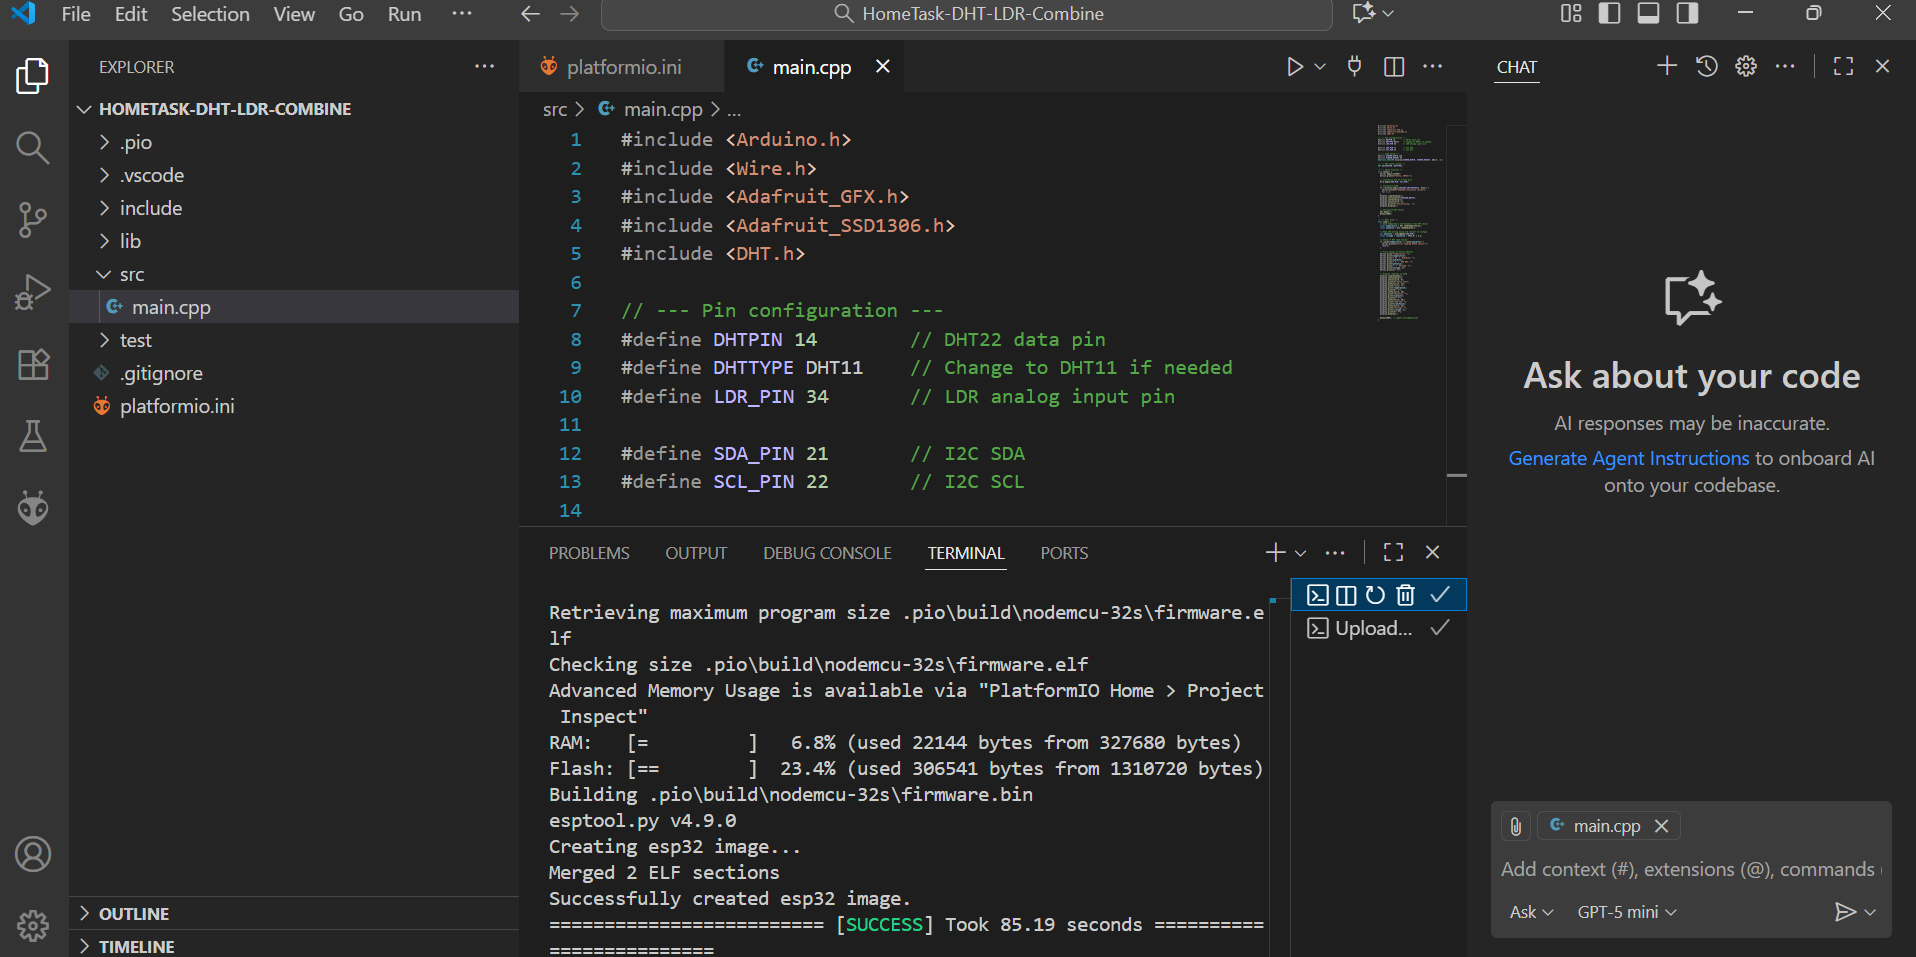 File Edit Selection View Go Run ···
HomeTask-DHT-LDR-Combine
EXPLORER
HOMETASK-DHT-LDR-COMBINE
.pio
.vscode
include
lib
src
main.cpp
test
.gitignore
platformio.ini
OUTLINE
TIMELINE
platformio.ini
main.cpp
src > main.cpp > ...
1 #include <Arduino.h>
2 #include <Wire.h>
3 #include <Adafruit_GFX.h>
4 #include <Adafruit_SSD1306.h>
5 #include <DHT.h>
6
7 // --- Pin configuration ---
8 #define DHTPIN 14 // DHT22 data pin
9 #define DHTTYPE DHT11 // Change to DHT11 if needed
10 #define LDR_PIN 34 // LDR analog input pin
11
12 #define SDA_PIN 21 // I2C SDA
13 #define SCL_PIN 22 // I2C SCL
14
PROBLEMS OUTPUT DEBUG CONSOLE TERMINAL PORTS
Retrieving maximum program size .pio\build\nodemcu-32s\firmware.e
lf
Checking size .pio\build\nodemcu-32s\firmware.elf
Advanced Memory Usage is available via "PlatformIO Home > Project
Inspect"
RAM: [= ] 6.8% (used 22144 bytes from 327680 bytes)
Flash: [== ] 23.4% (used 306541 bytes from 1310720 bytes)
Building .pio\build\nodemcu-32s\firmware.bin
esptool.py v4.9.0
Creating esp32 image...
Merged 2 ELF sections
Successfully created esp32 image.
========================= [SUCCESS] Took 85.19 seconds ==========
===============
Upload...
CHAT
Ask about your code
AI responses may be inaccurate.
Generate Agent Instructions to onboard AI
onto your codebase.
main.cpp
Add context (#), extensions (@), commands
Ask GPT-5 mini